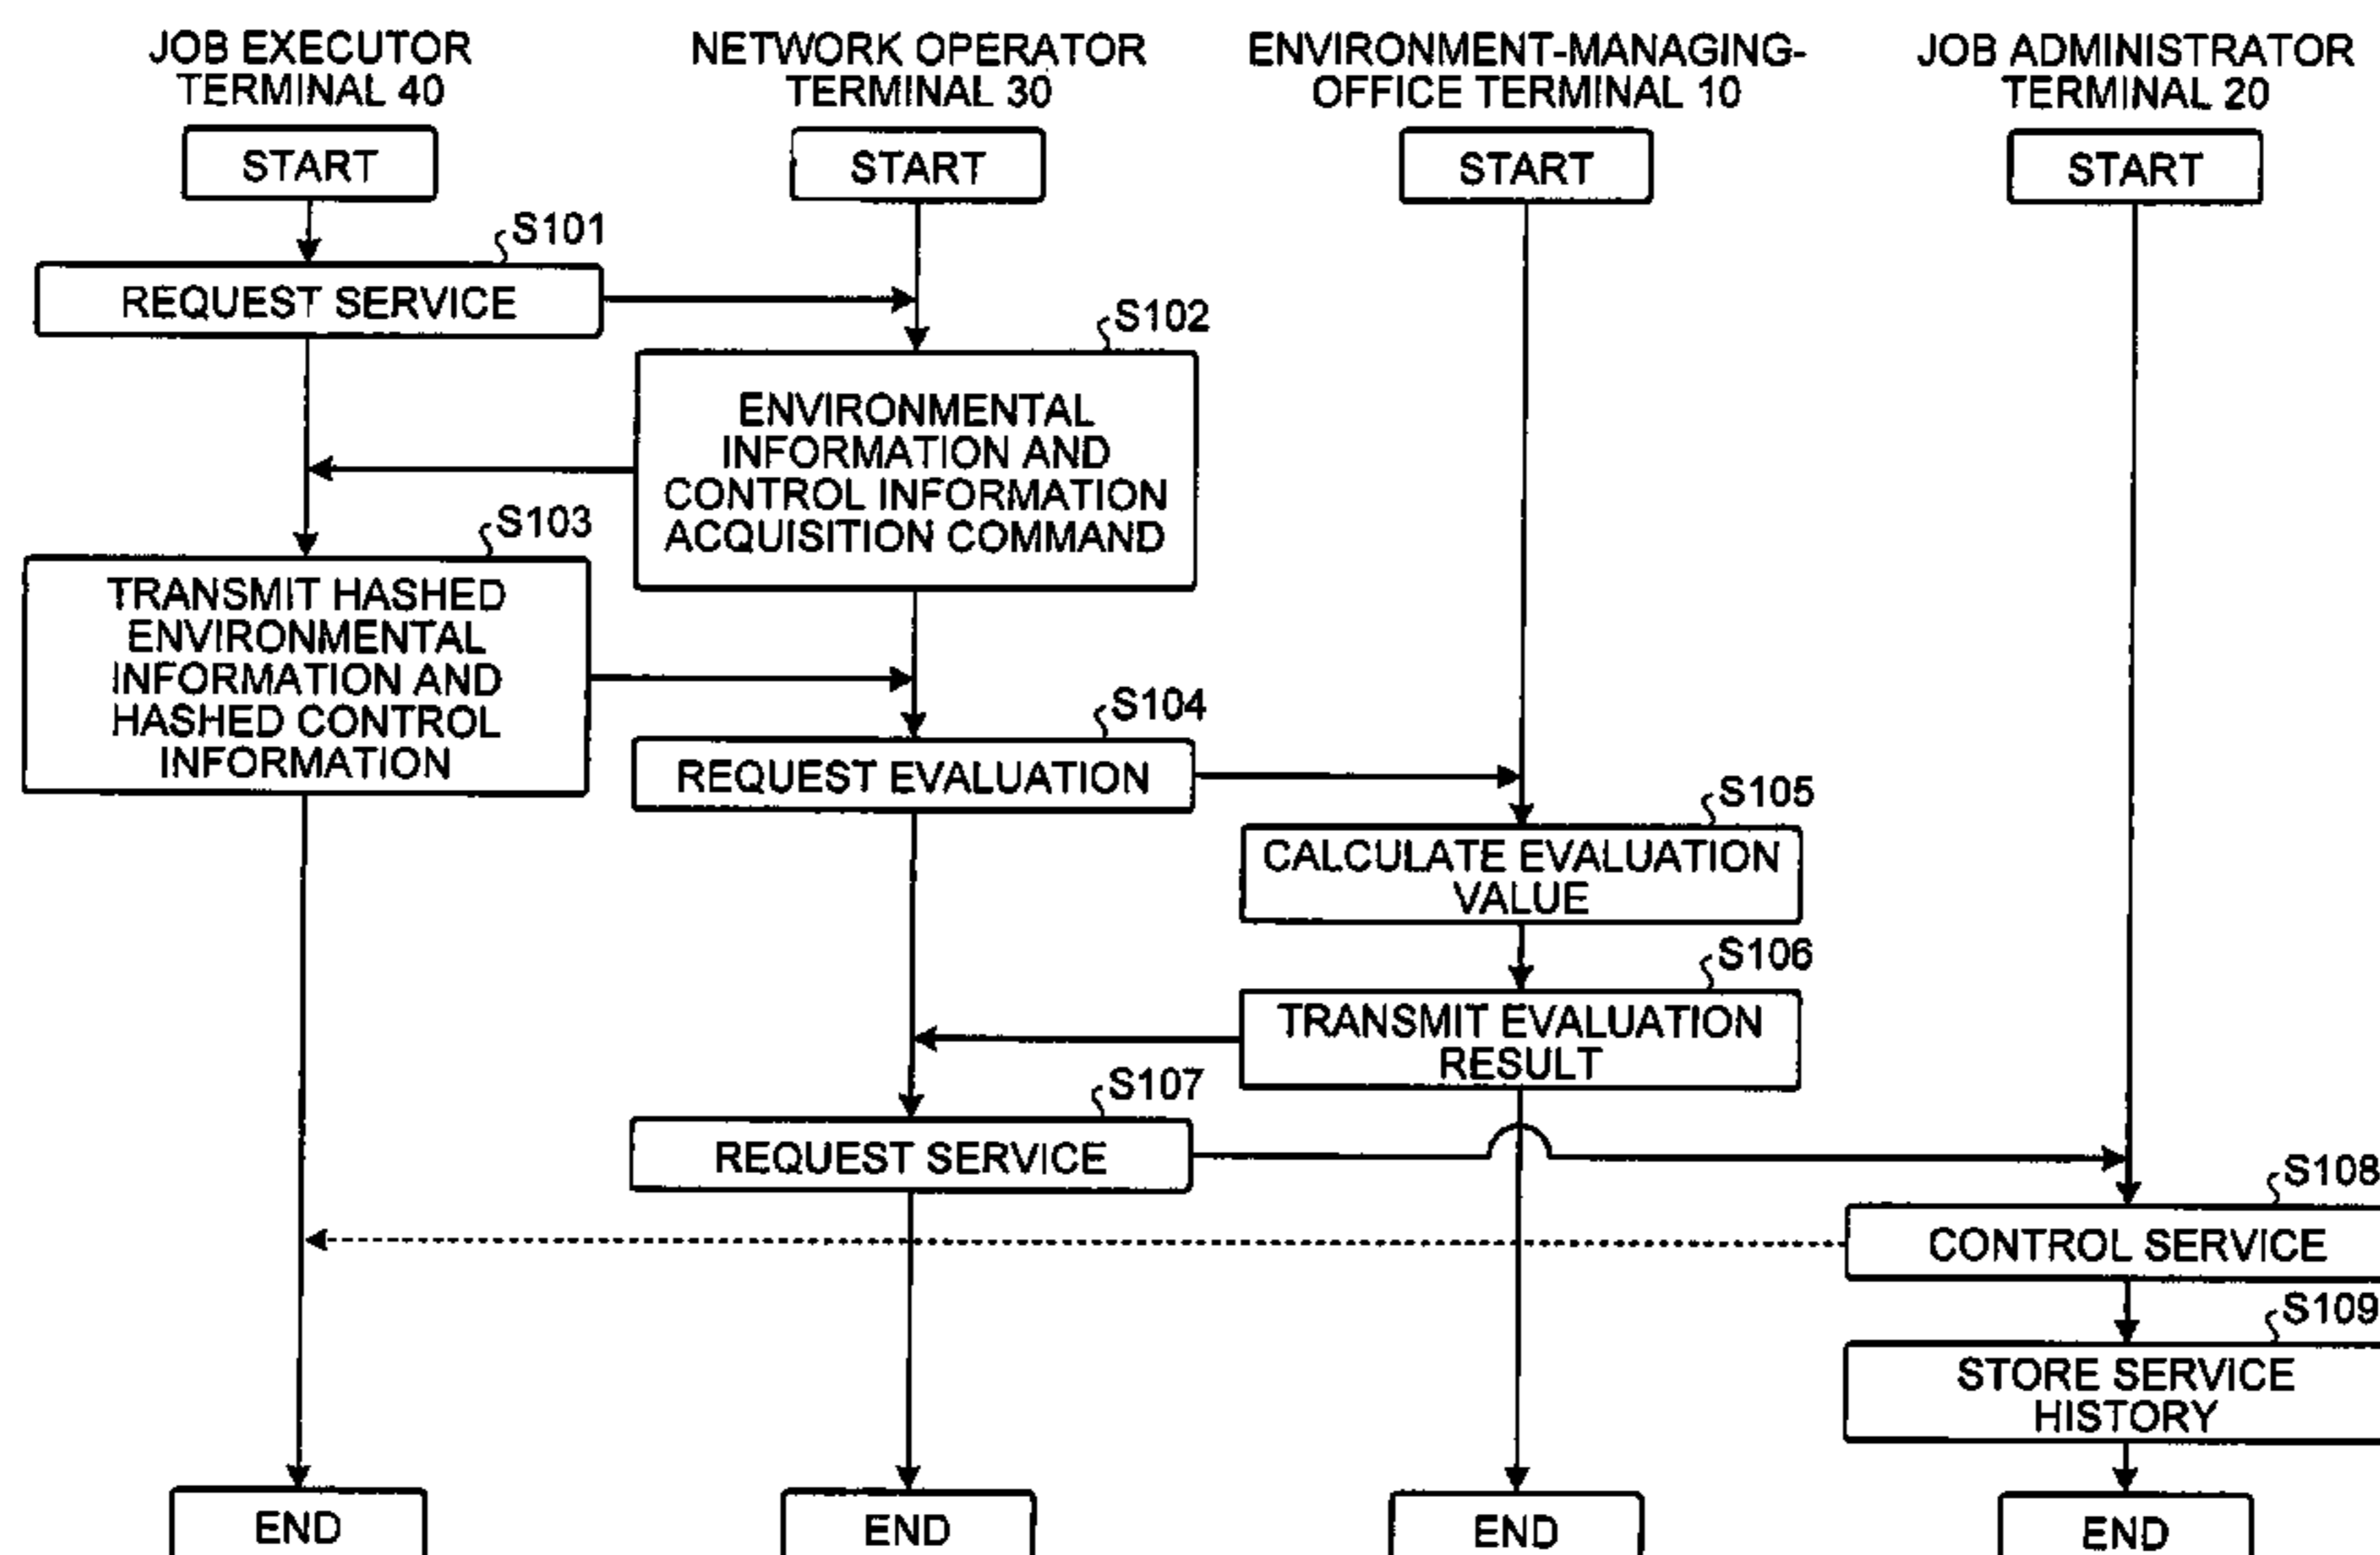 JOB EXECUTOR
TERMINAL 40
NETWORK OPERATOR
TERMINAL 30
ENVIRONMENT-MANAGING-
OFFICE TERMINAL 10
JOB ADMINISTRATOR
TERMINAL 20
START
START
START
START
S101
REQUEST SERVICE
S102
ENVIRONMENTAL
INFORMATION AND
CONTROL INFORMATION
ACQUISITION COMMAND
S103
TRANSMIT HASHED
ENVIRONMENTAL
INFORMATION AND
HASHED CONTROL
INFORMATION
S104
REQUEST EVALUATION
S105
CALCULATE EVALUATION
VALUE
S106
TRANSMIT EVALUATION
RESULT
S107
REQUEST SERVICE
S108
CONTROL SERVICE
S109
STORE SERVICE
HISTORY
END
END
END
END